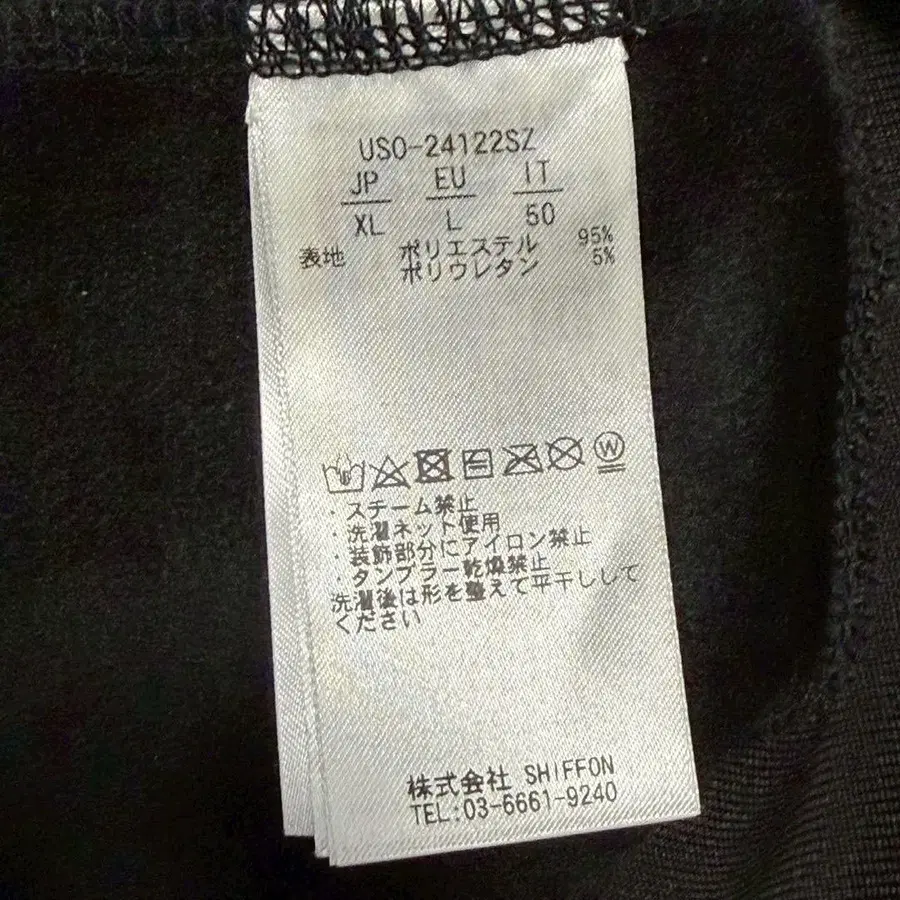 USO-24122SZ
JP EU IT
XL L 50
表地 ポリエステル 95%
ポリウレタン 5%
W
・スチーム禁止
・洗濯ネット使用
・装飾部分にアイロン禁止
・タンブラー乾燥禁止
洗濯後は形を整えて平干しして
ください
株式会社 SHIFFON
TEL:03-6661-9240